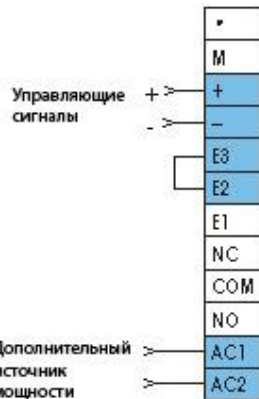 M
Управляющие + +
сигналы - −
E3
E2
E1
NC
COM
NO
Дополнительный AC1
источник
мощности AC2